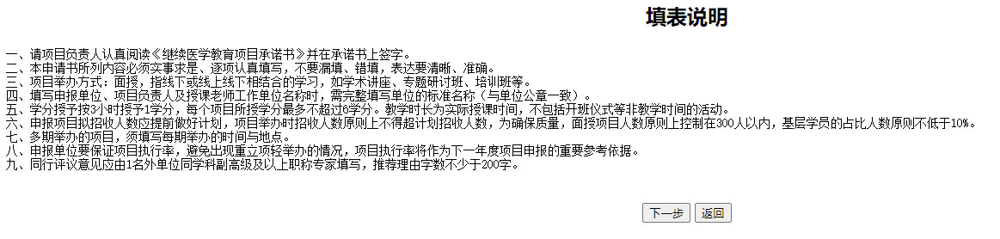 填表说明
一、请项目负责人认真阅读《继续医学教育项目承诺书》并在承诺书上签字。
二、本申请书所列内容必须实事求是、逐项认真填写，不要漏填、错填，表达要清晰、准确。
三、项目举办方式：面授，指线下或线上线下相结合的学习，如学术讲座、专题研讨班、培训班等。
四、填写申报单位、项目负责人及授课老师工作单位名称时，需完整填写单位的标准名称（与单位公章一致）。
五、学分授予按3小时授予1学分，每个项目所授学分最多不超过6学分。教学时长为实际授课时间，不包括开班仪式等非教学时间的活动。
六、申报项目拟招收人数应提前做好计划，项目举办时招收人数原则上不得超计划招收人数，为确保质量，面授项目人数原则上控制在300人以内，基层学员的占比人数原则不低于10%。
七、多期举办的项目，须填写每期举办的时间与地点。
八、申报单位要保证项目执行率，避免出现重立项轻举办的情况，项目执行率将作为下一年度项目申报的重要参考依据。
九、同行评议意见应由1名外单位同学科副高级及以上职称专家填写，推荐理由字数不少于200字。
下一步 返回